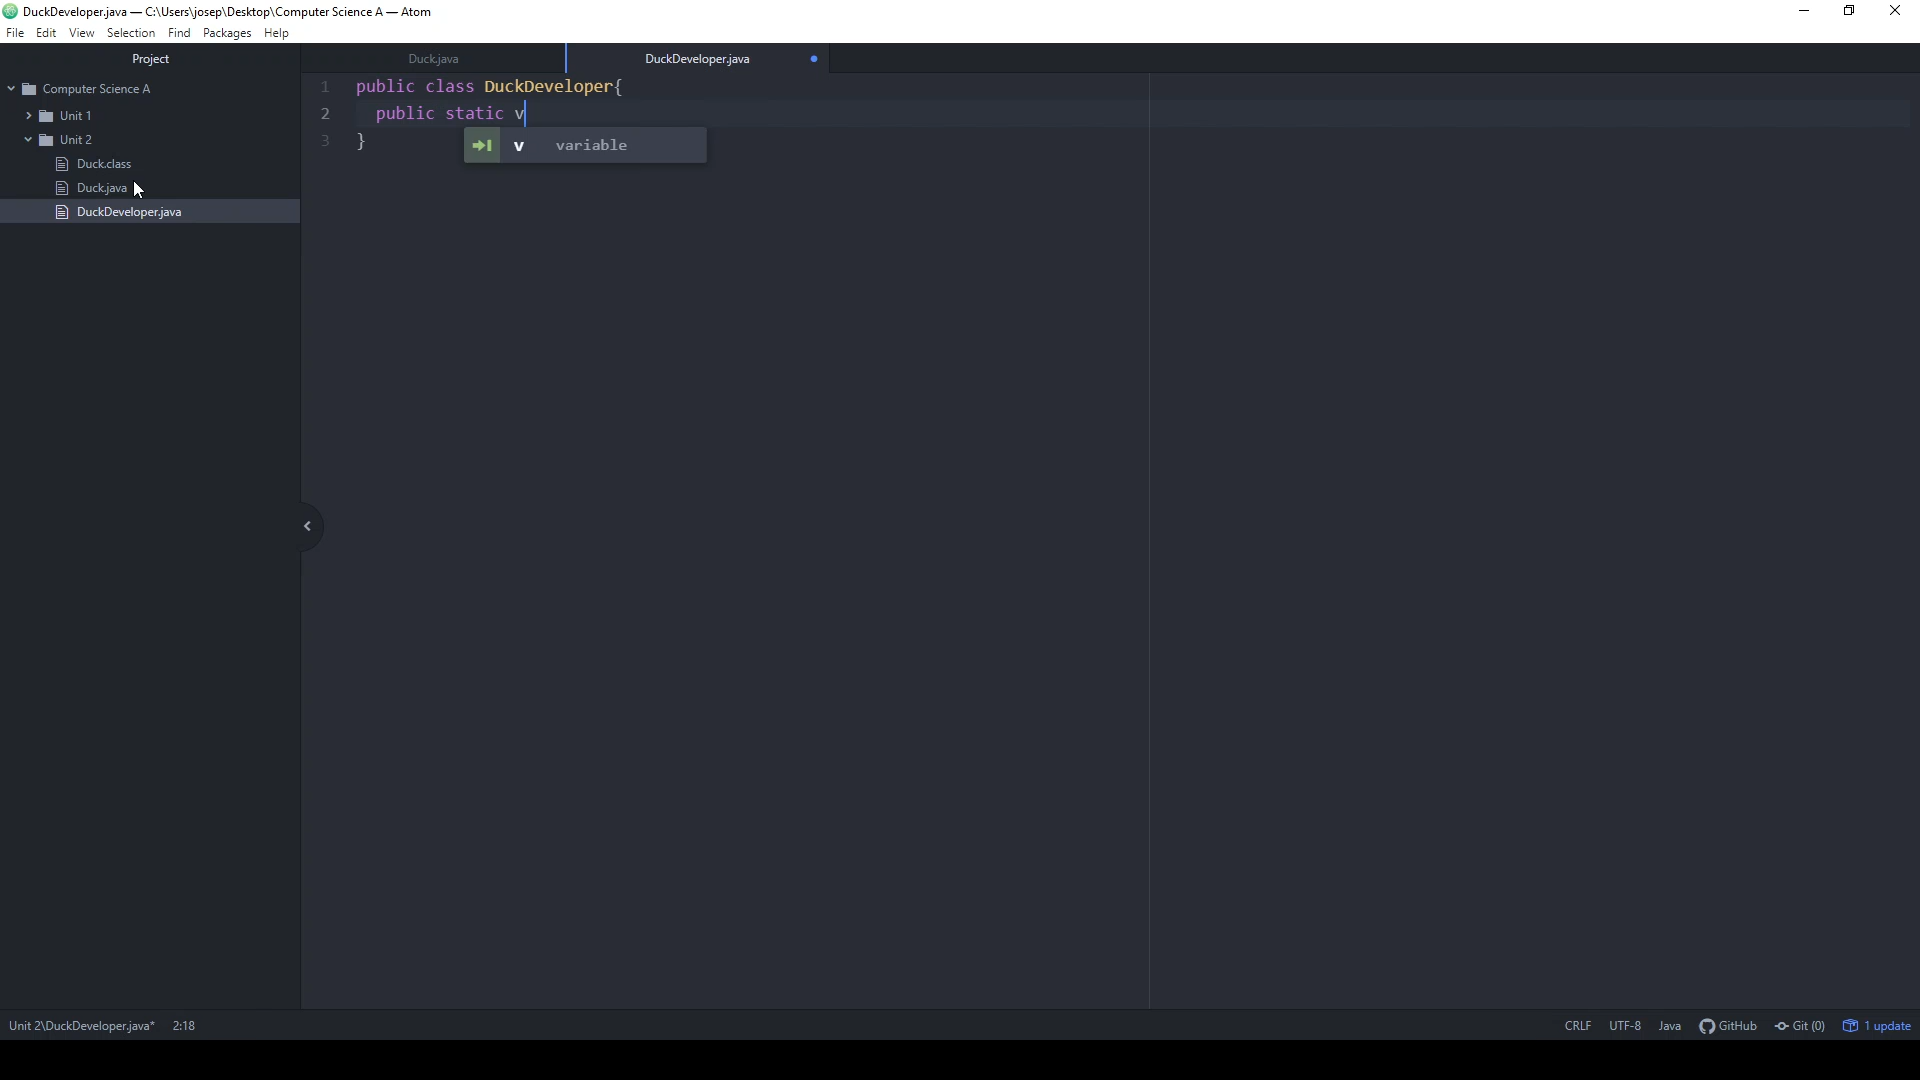 DuckDeveloper.java — C:\Users\josep\Desktop\Computer Science A — Atom
File Edit View Selection Find Packages Help
Project
Computer Science A
Unit 1
Unit 2
Duck.class
Duck.java
DuckDeveloper.java
Duck.java DuckDeveloper.java
1 public class DuckDeveloper{
2 public static v
v variable
3 }
Unit 2\DuckDeveloper.java* 2:18 CRLF UTF-8 Java GitHub Git (0) 1 update